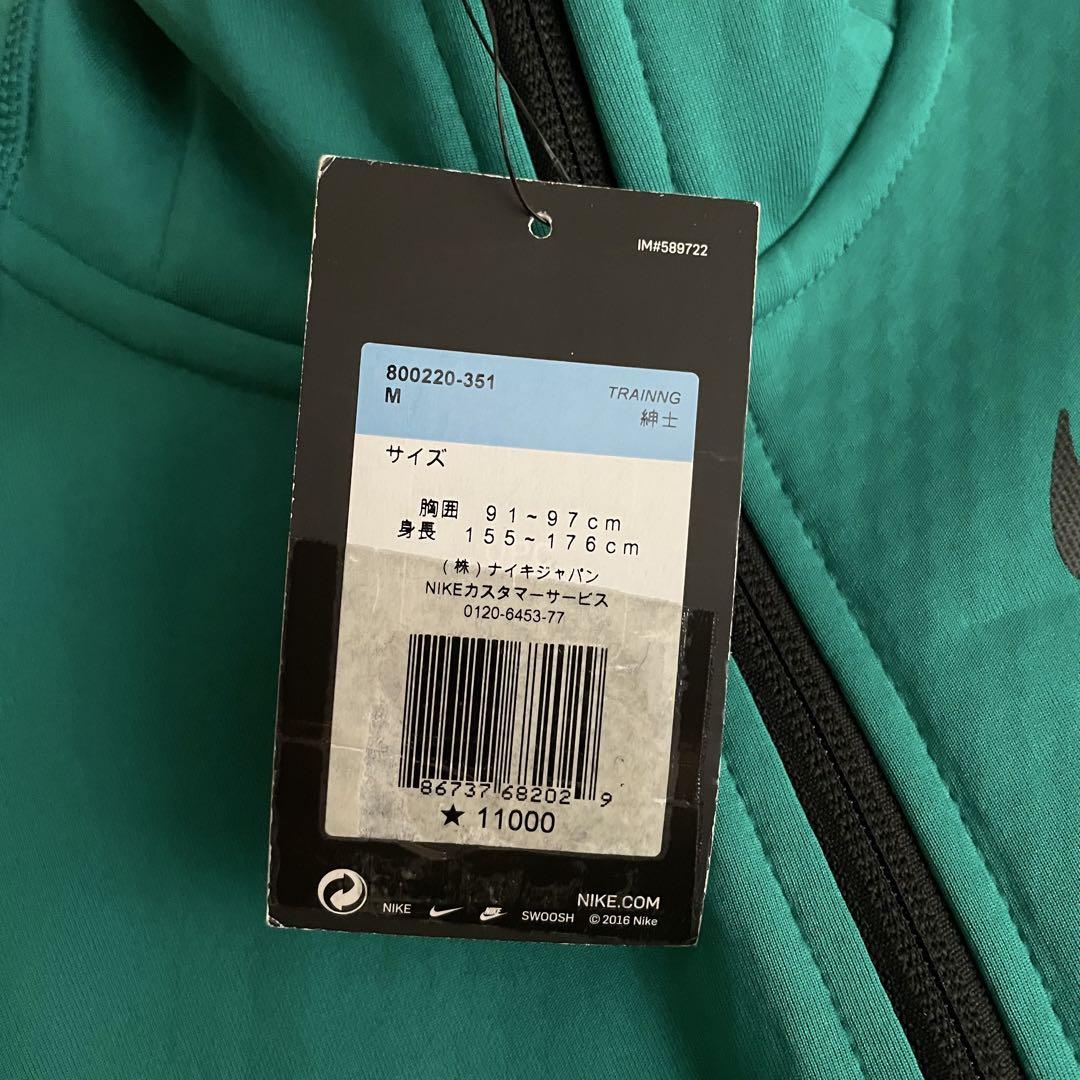 IM#589722
800220-351
M
TRAINNG
紳士
サイズ
胸囲 91~97cm
身長 155~176cm
(株)ナイキジャパン
NIKEカスタマーサービス
0120-6453-77
86737 68202 9
★ 11000
NIKE.COM
NIKE NIKE SWOOSH © 2016 Nike